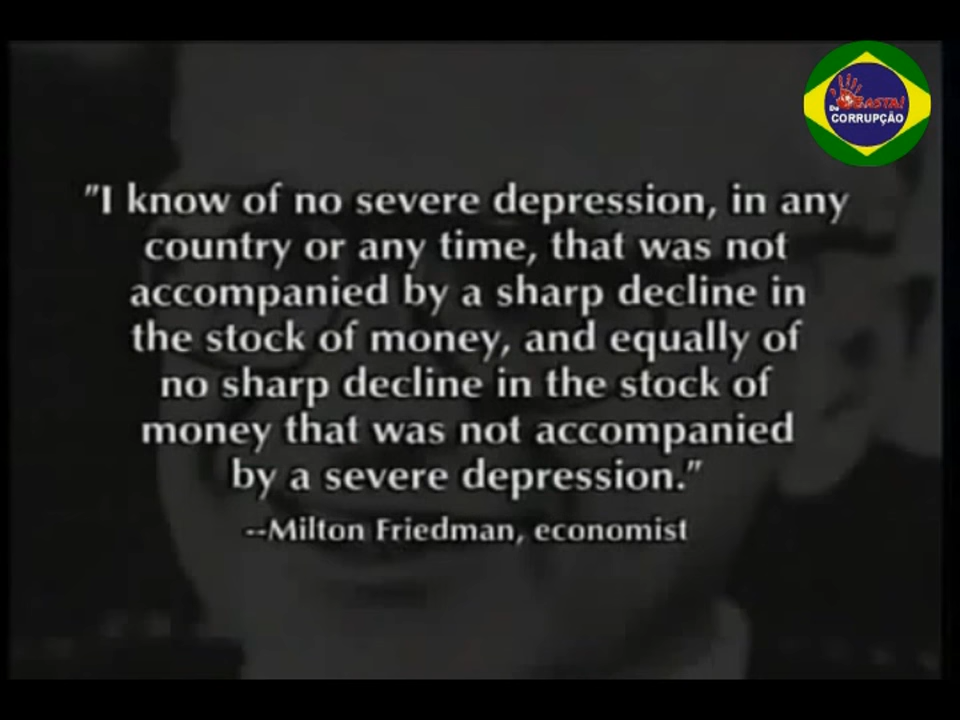 BASTA!
De
CORRUPÇÃO
"I know of no severe depression, in any
country or any time, that was not
accompanied by a sharp decline in
the stock of money, and equally of
no sharp decline in the stock of
money that was not accompanied
by a severe depression."
--Milton Friedman, economist